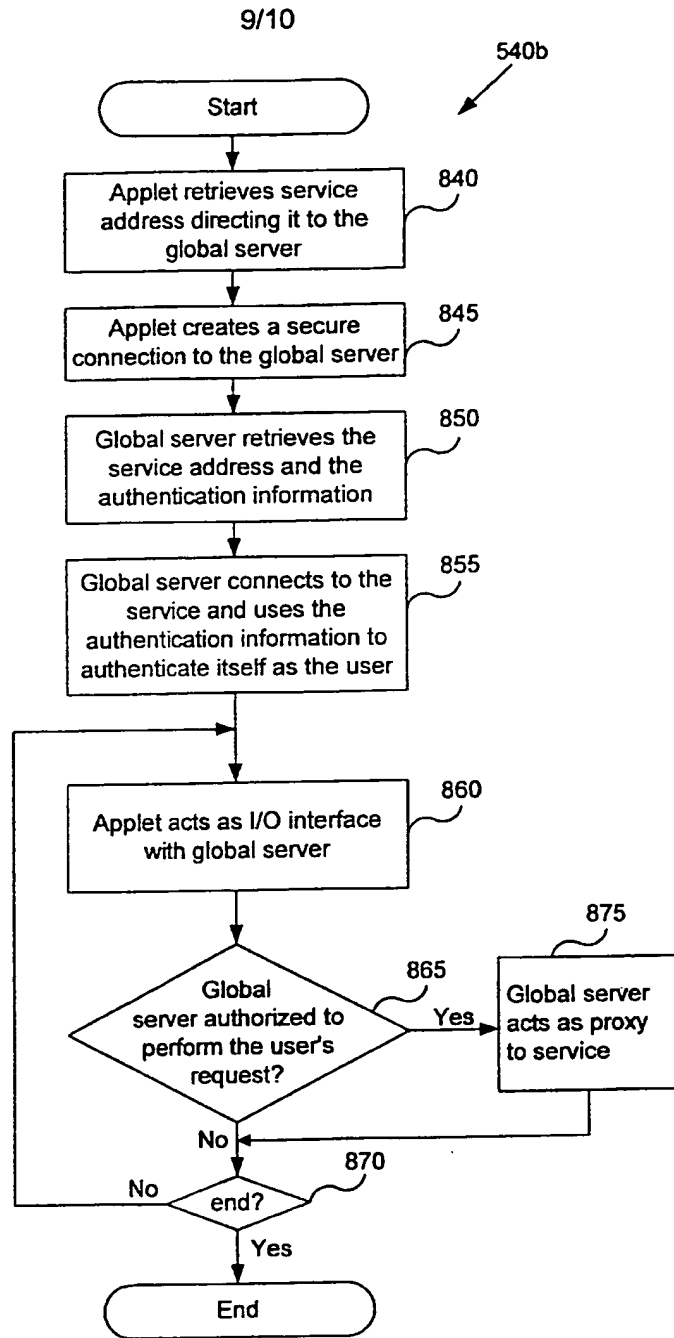 9/10
540b
Start
840
Applet retrieves service
address directing it to the
global server
845
Applet creates a secure
connection to the global server
850
Global server retrieves the
service address and the
authentication information
855
Global server connects to the
service and uses the
authentication information to
authenticate itself as the user
860
Applet acts as I/O interface
with global server
865
Global
server authorized to
perform the user's
request?
Yes
875
Global server
acts as proxy
to service
No
870
end?
No
Yes
End